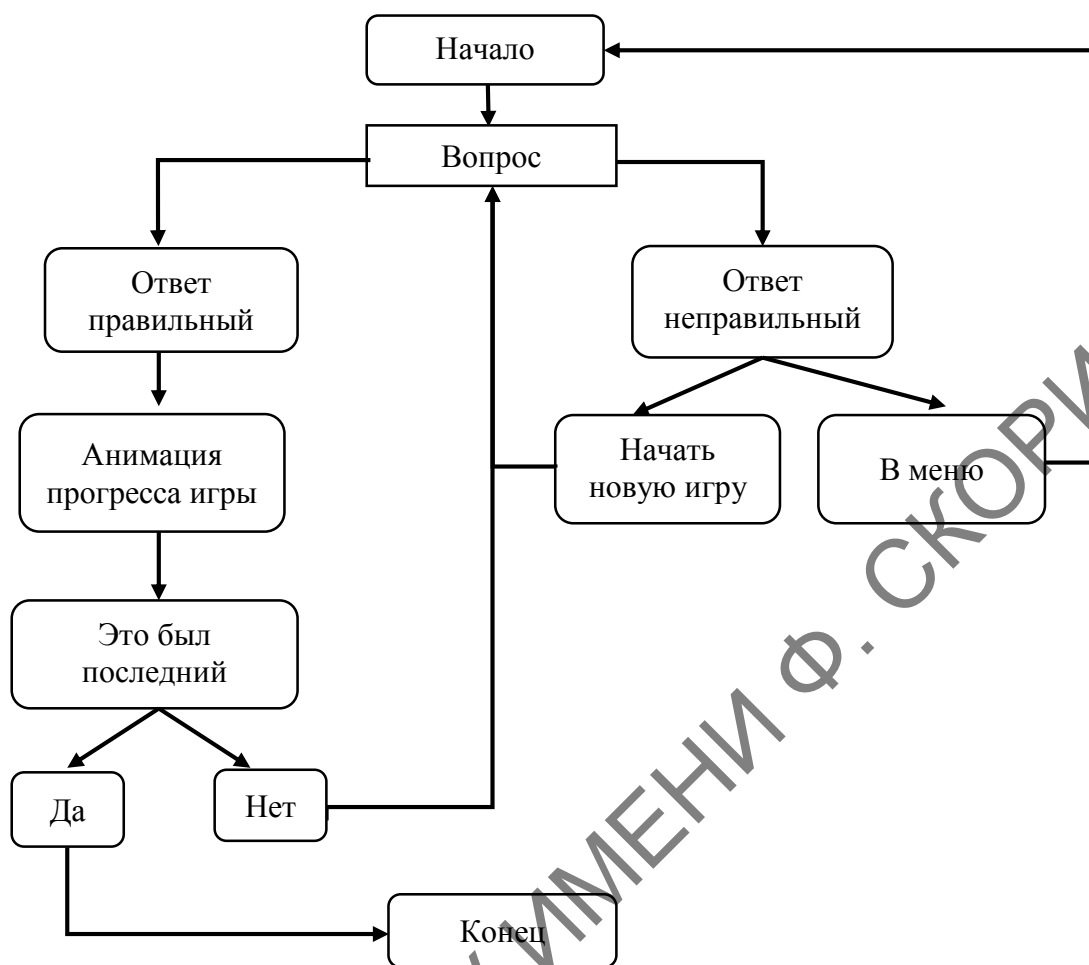 Начало
Вопрос
Ответ
правильный
Ответ
неправильный
Анимация
прогресса игры
Начать
новую игру
В меню
Это был
последний
Да
Нет
Конец
ИМЕНИ Ф.